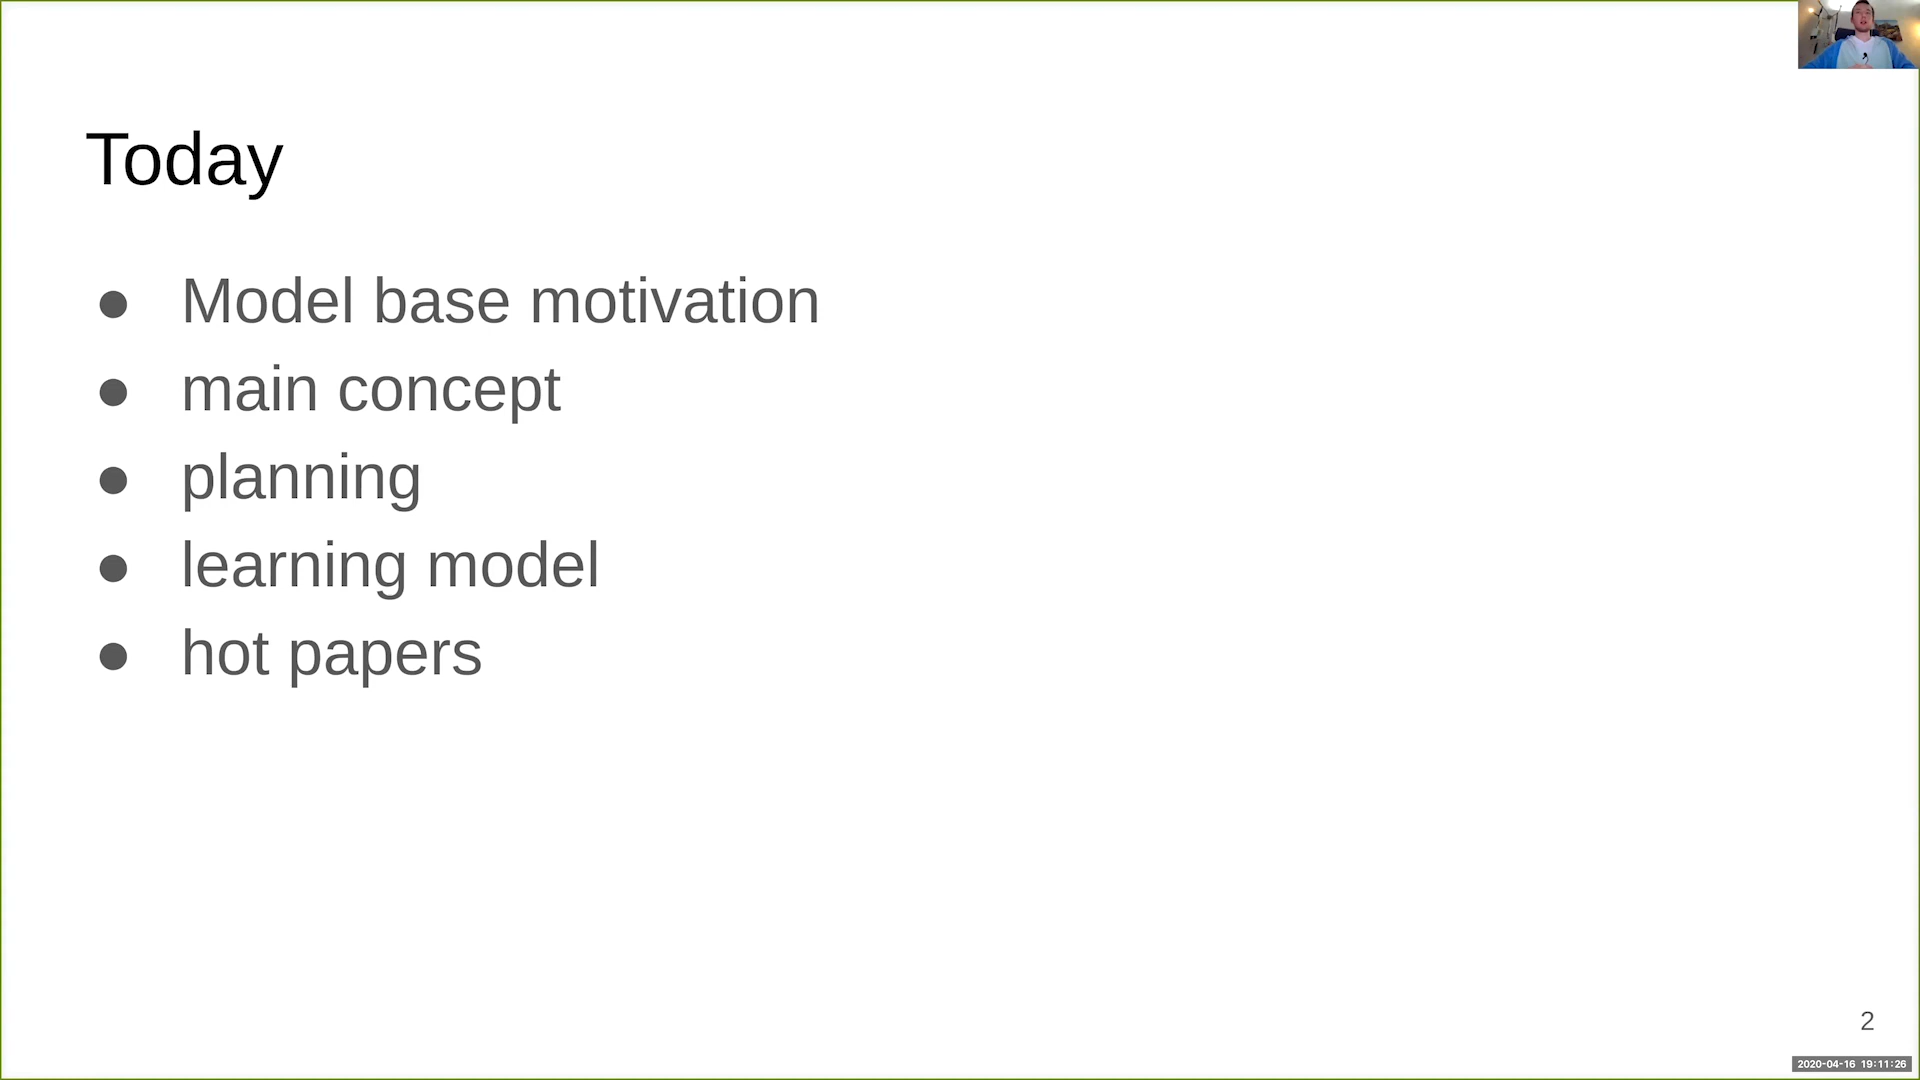 Today
● Model base motivation
● main concept
● planning
● learning model
● hot papers
2
2020-04-16 19:11:26